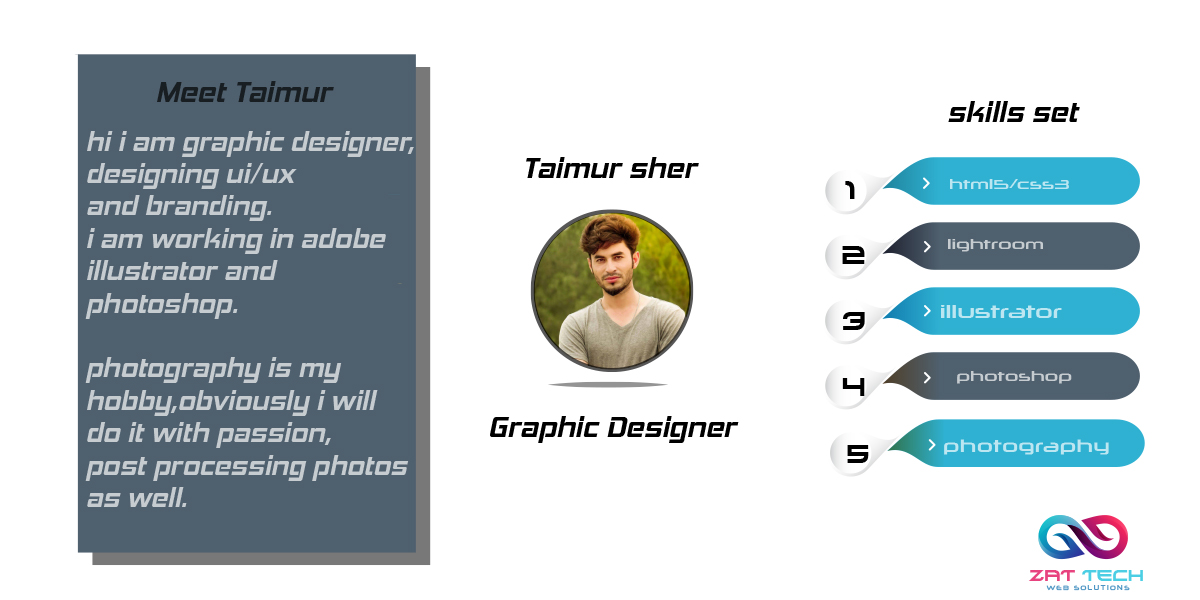 Meet Taimur
hi i am graphic designer,
designing ui/ux
and branding.
i am working in adobe
illustrator and
photoshop.
photography is my
hobby,obviously i will
do it with passion,
post processing photos
as well.
Taimur sher
Graphic Designer
skills set
1 html5/css3
2 lightroom
3 illustrator
4 photoshop
5 photography
ZAT TECH
WEB SOLUTIONS